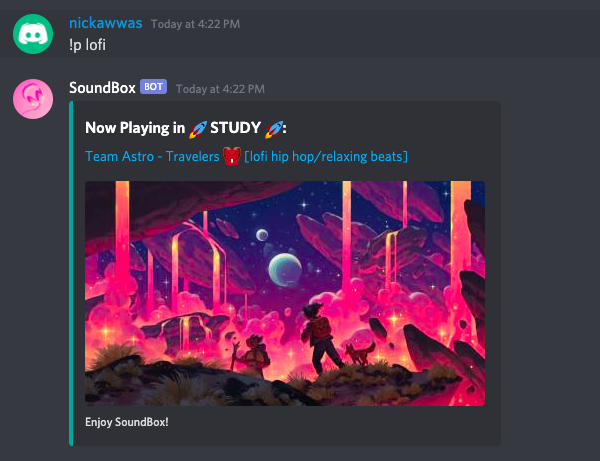 nickawwas Today at 4:22 PM
!p lofi
SoundBox BOT Today at 4:22 PM
Now Playing in 🚀 STUDY 🚀:
Team Astro - Travelers 🎒 [lofi hip hop/relaxing beats]
Enjoy SoundBox!